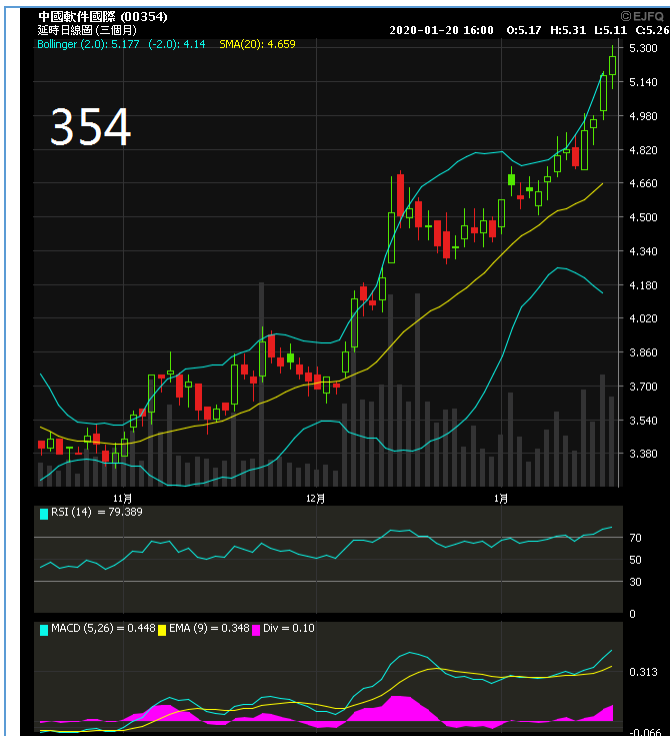 中國軟件國際 (00354)
©EJFQ
延時日線圖 (三個月)
2020-01-20 16:00 O:5.17 H:5.31 L:5.11 C:5.26
Bollinger (2.0): 5.177 (-2.0): 4.14 SMA(20): 4.659
354
5.300
5.140
4.980
4.820
4.660
4.500
4.340
4.180
4.020
3.860
3.700
3.540
3.380
11月 12月 1月
RSI (14) = 79.389
70
50
30
0
MACD (5,26) = 0.448 EMA (9) = 0.348 Div = 0.10
0.313
-0.066